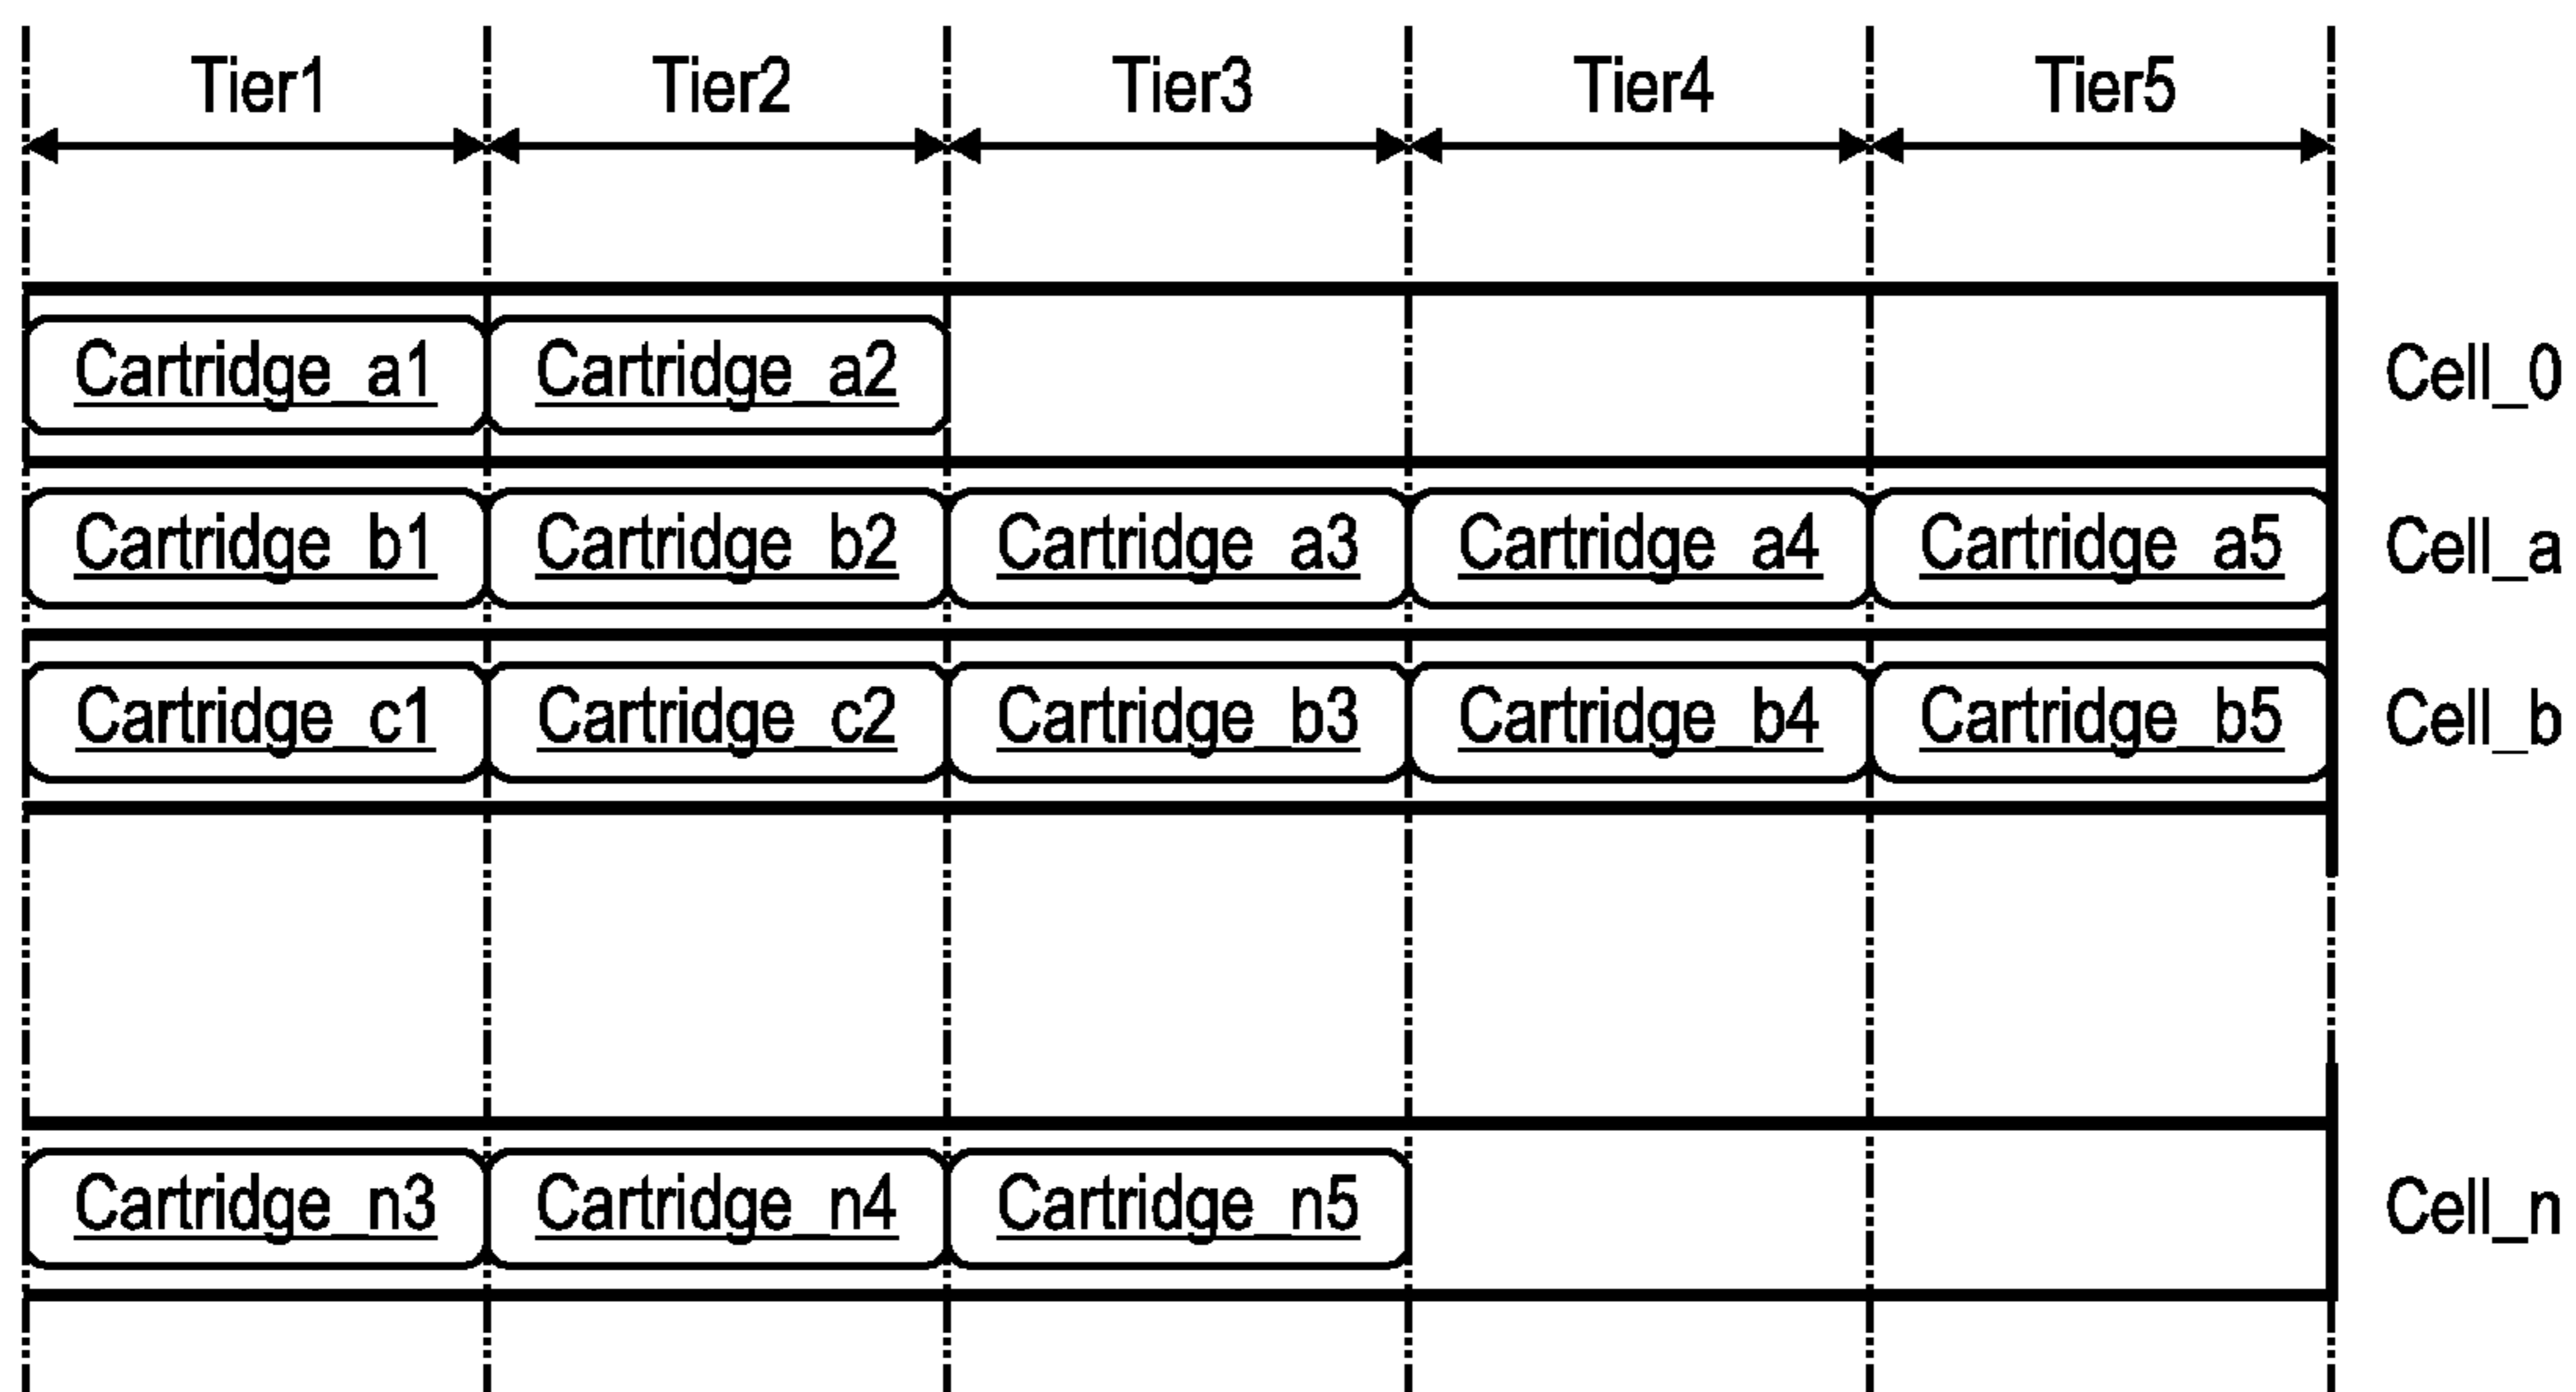 Tier1 Tier2 Tier3 Tier4 Tier5
Cartridge_a1 Cartridge_a2 Cell_0
Cartridge_b1 Cartridge_b2 Cartridge_a3 Cartridge_a4 Cartridge_a5 Cell_a
Cartridge_c1 Cartridge_c2 Cartridge_b3 Cartridge_b4 Cartridge_b5 Cell_b
Cartridge_n3 Cartridge_n4 Cartridge_n5 Cell_n